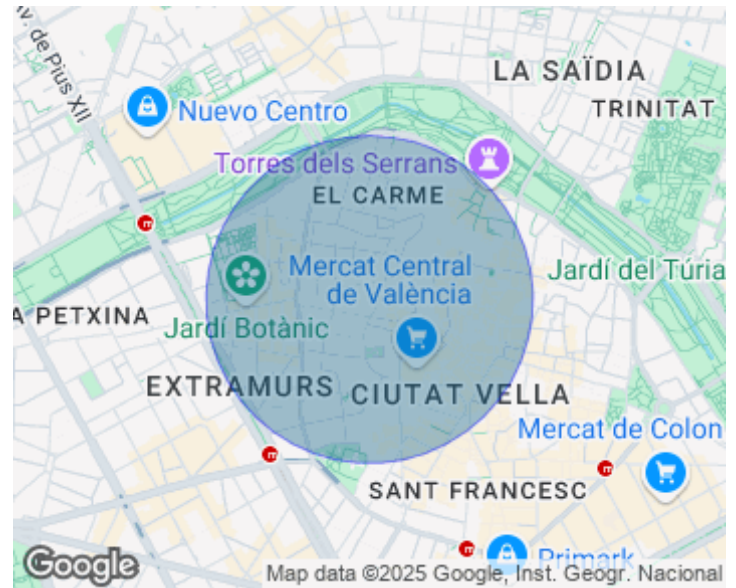 Av. de Pius XII
LA SAÏDIA
Nuevo Centro
TRINITAT
Torres dels Serrans
EL CARME
Mercat Central
de València
Jardí del Túria
A PETXINA
Jardí Botànic
EXTRAMURS
CIUTAT VELLA
Mercat de Colon
SANT FRANCESC
Primark
Google
Map data ©2025 Google, Inst. Geogr. Nacional